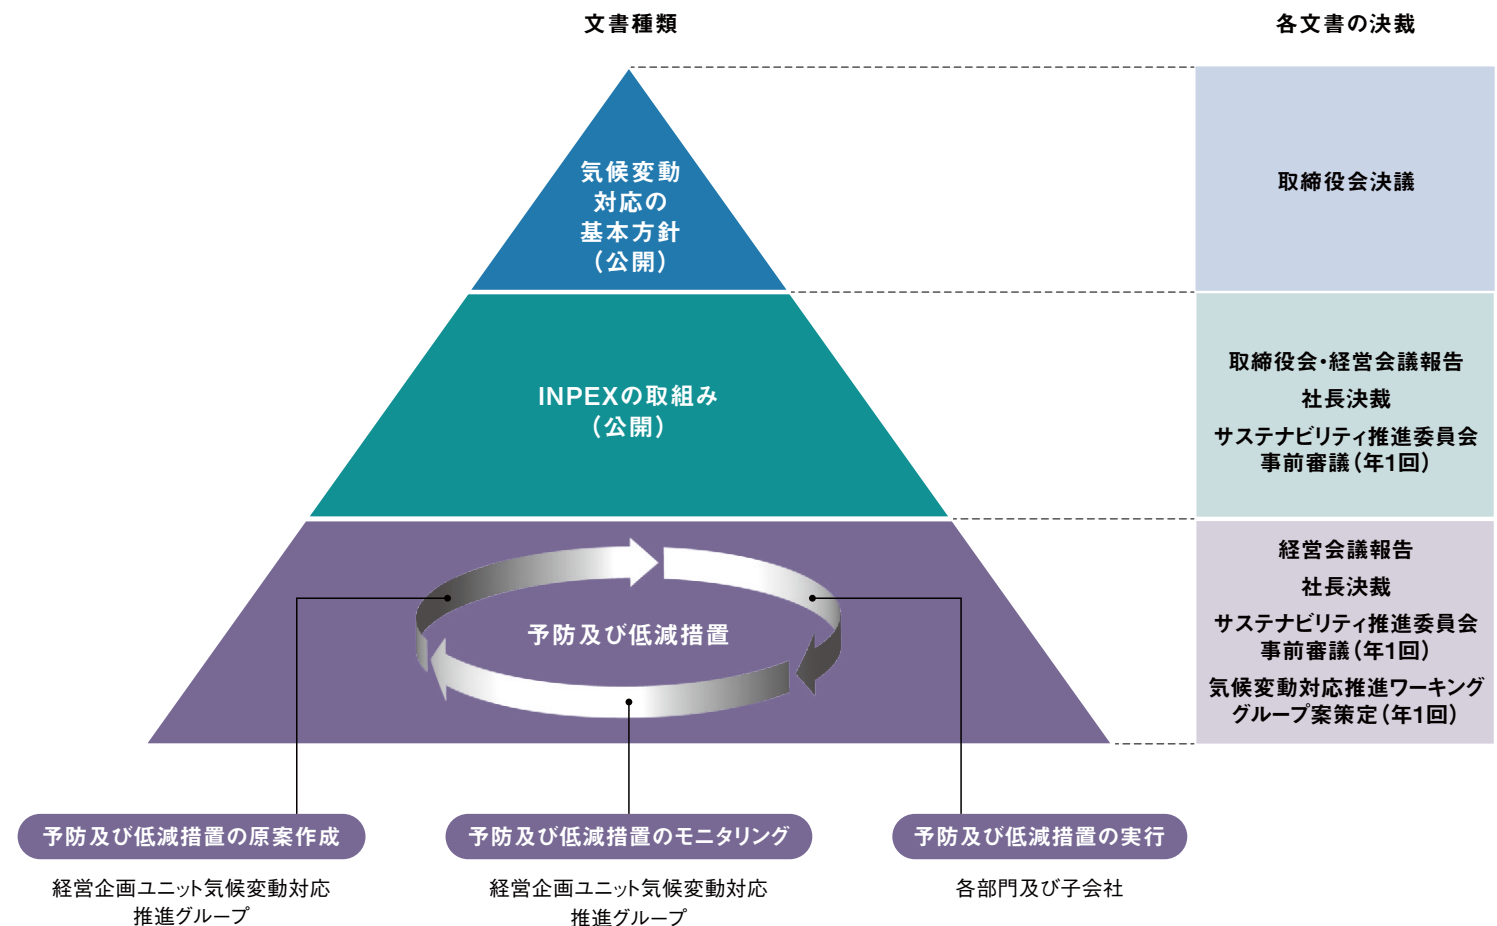 文書種類
各文書の決裁
気候変動
対応の
基本方針
（公開）
取締役会決議
INPEXの取組み
（公開）
取締役会・経営会議報告
社長決裁
サステナビリティ推進委員会
事前審議（年1回）
予防及び低減措置
経営会議報告
社長決裁
サステナビリティ推進委員会
事前審議（年1回）
気候変動対応推進ワーキング
グループ案策定（年1回）
予防及び低減措置の原案作成
経営企画ユニット気候変動対応
推進グループ
予防及び低減措置のモニタリング
経営企画ユニット気候変動対応
推進グループ
予防及び低減措置の実行
各部門及び子会社